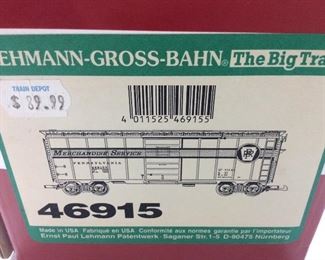 EHMANN-GROSS-BAHN® The Big Tra
TRAIN DEPOT
$ 89.99
4 011525 469155
MERCHANDISE SERVICE
PENNSYLVANIA
46915
Made in USA Fabriqué en USA Conformité aux normes garantie par l'importateur
Ernst Paul Lehmann Patentwerk · Saganer Str.1-5 D-90475 Nürnberg